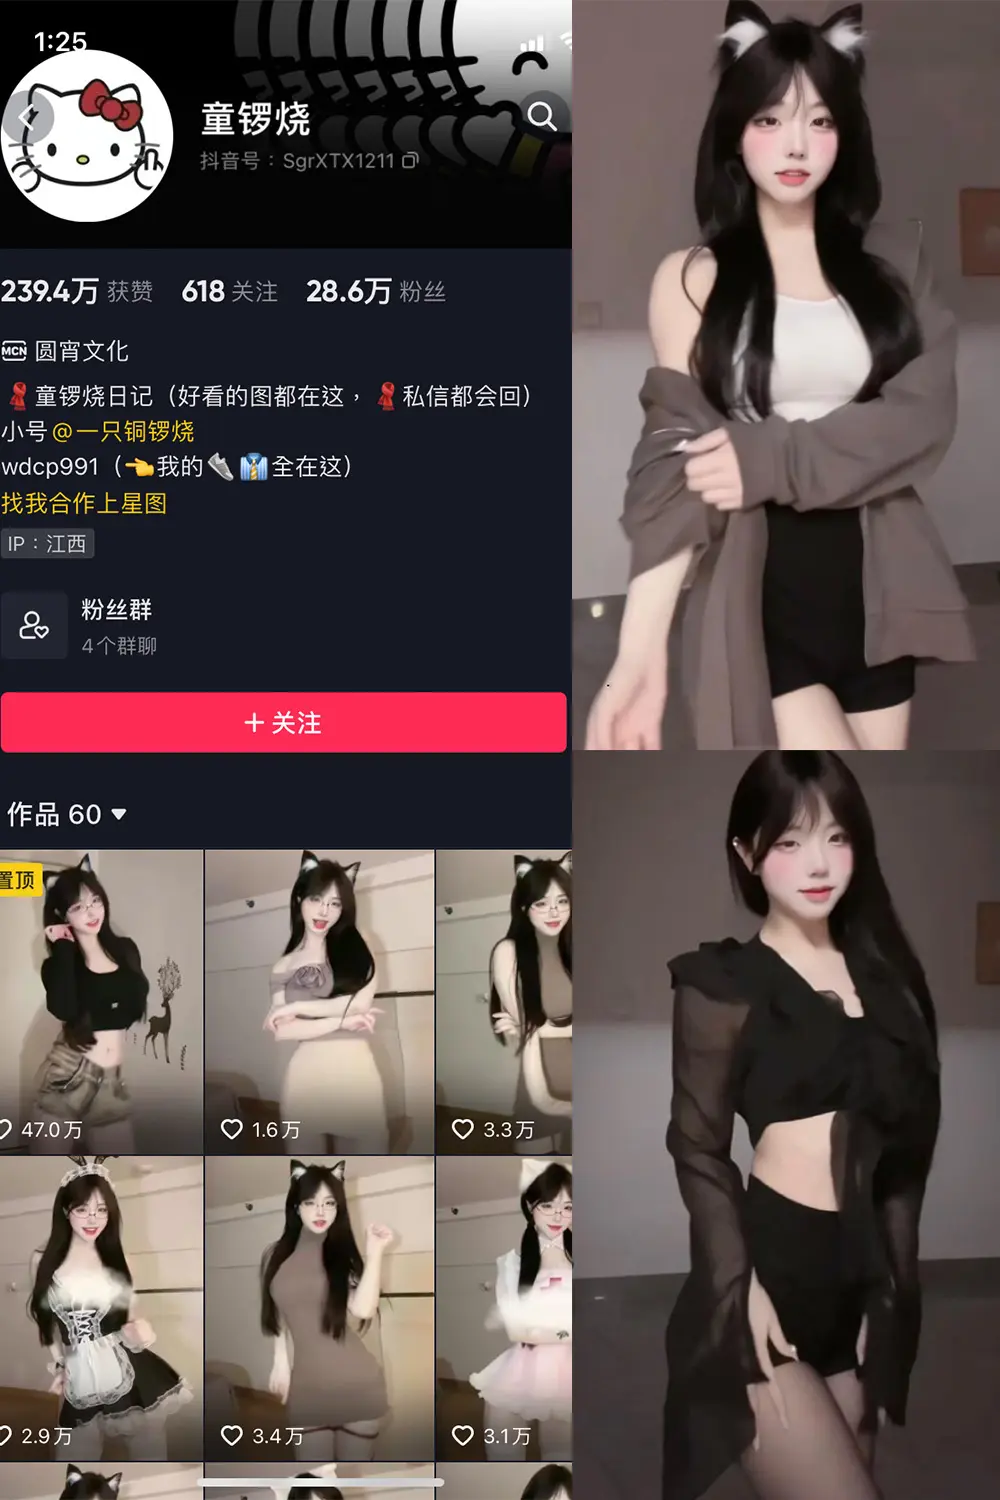 1:25
童锣烧
抖音号：SgrXTX1211
239.4万 获赞 618 关注 28.6万 粉丝
MCN 圆宵文化
童锣烧日记（好看的图都在这，私信都会回）
小号@一只铜锣烧
wdcp991（👈我的👟👔全在这）
找我合作上星图
IP：江西
粉丝群
4个群聊
+ 关注
作品 60
置顶
47.0万
1.6万
3.3万
2.9万
3.4万
3.1万